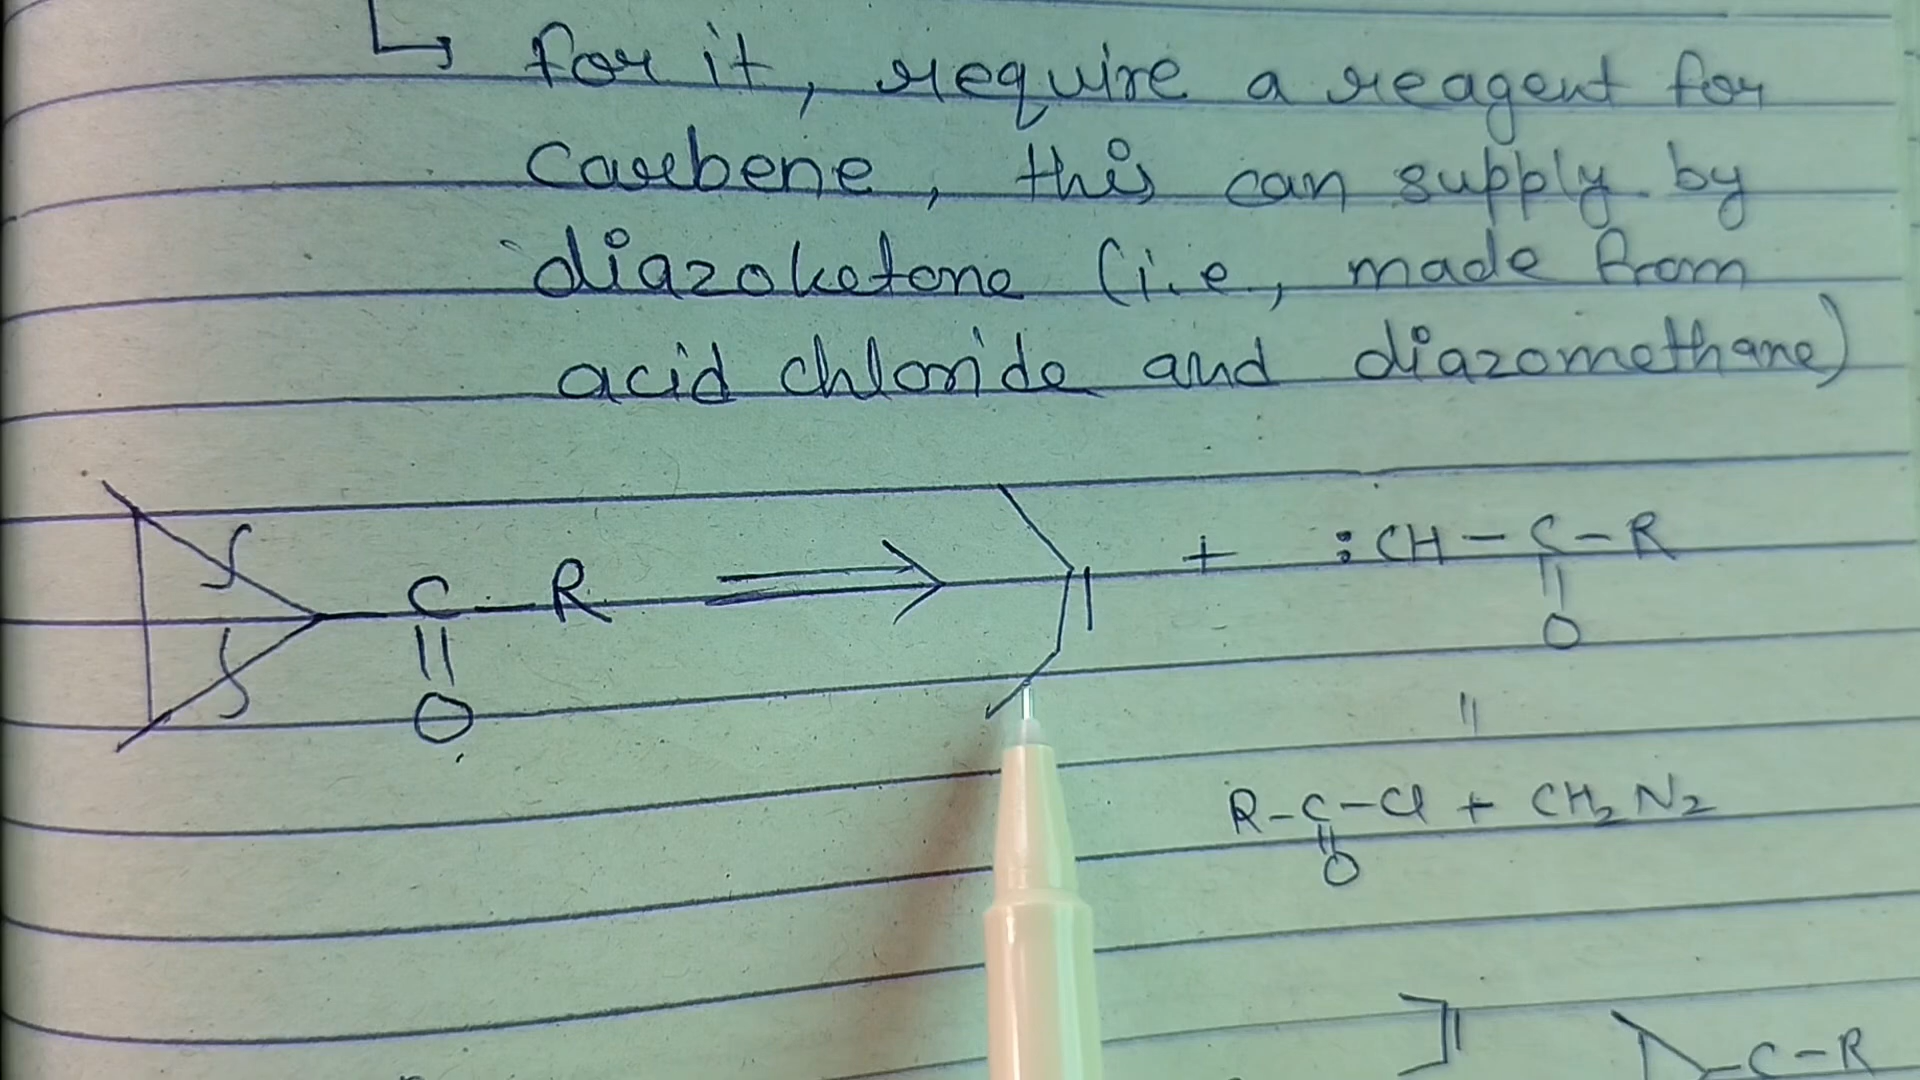 ↳ for it, require a reagent for
Carbene, this can supply by
diazoketone (i.e, made from
acid chloride and diazomethane)
C-R ⟹ + :CH-C-R
O O
R-C-Cl + CH₂N₂
O
C-R